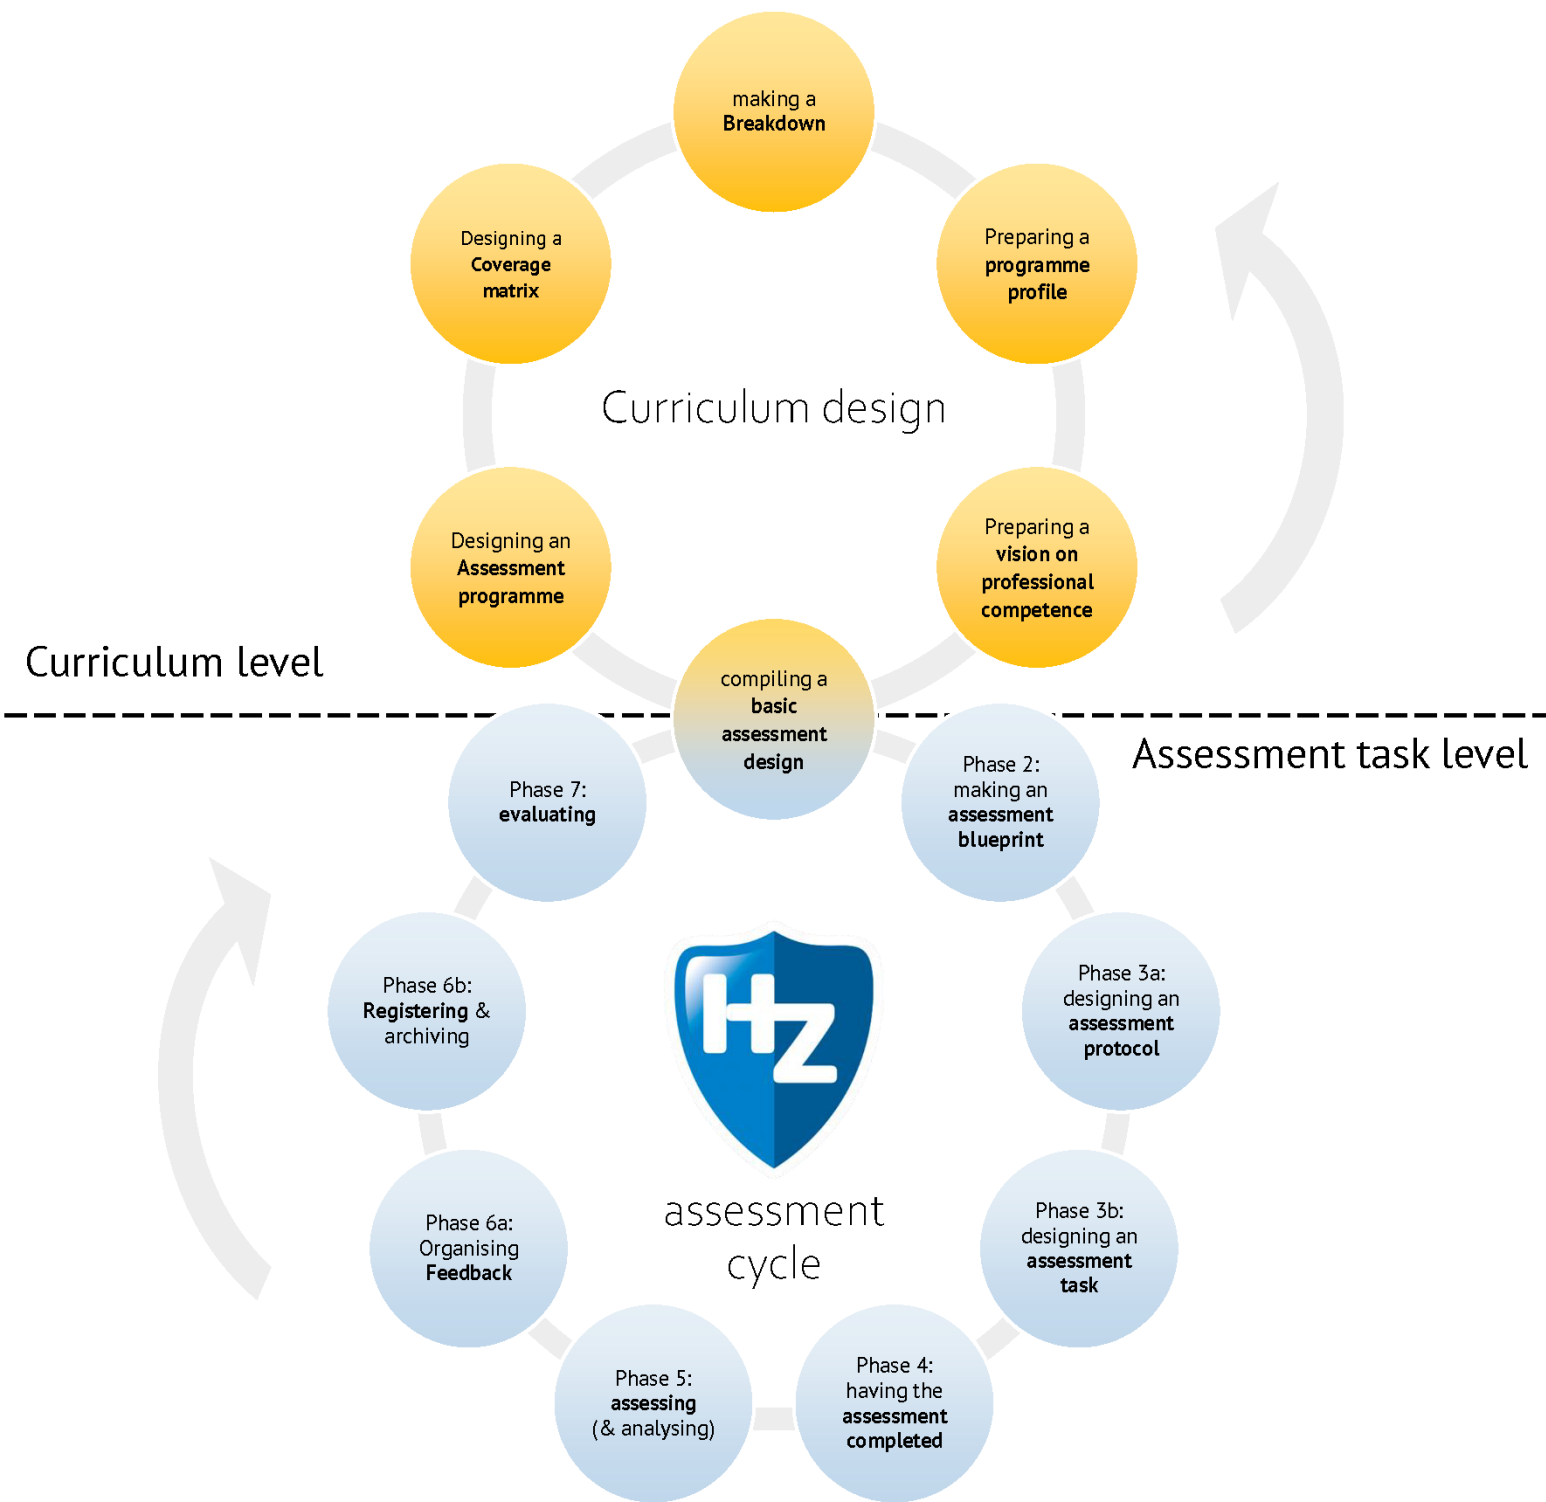 making a
Breakdown
Designing a
Coverage
matrix
Preparing a
programme
profile
Curriculum design
Designing an
Assessment
programme
Preparing a
vision on
professional
competence
Curriculum level
compiling a
basic
assessment
design
Assessment task level
Phase 7:
evaluating
Phase 2:
making an
assessment
blueprint
Phase 6b:
Registering &
archiving
HZ
Phase 3a:
designing an
assessment
protocol
assessment
cycle
Phase 6a:
Organising
Feedback
Phase 3b:
designing an
assessment
task
Phase 5:
assessing
(& analysing)
Phase 4:
having the
assessment
completed